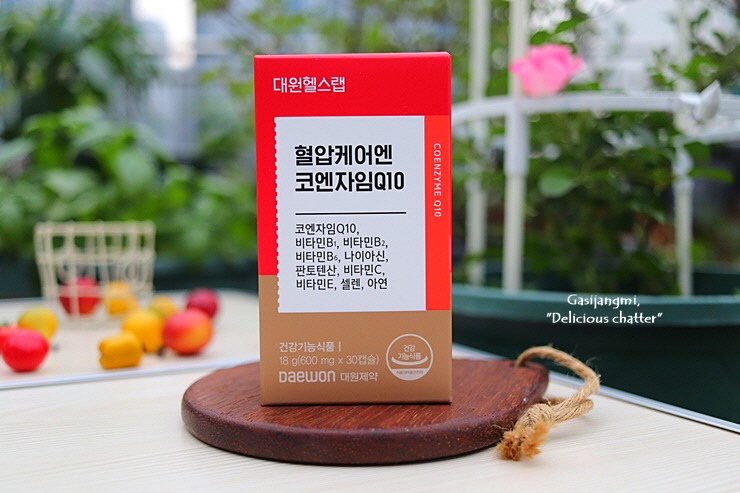 대원헬스랩
혈압케어엔
코엔자임Q10
COENZYME Q10
코엔자임Q10,
비타민B₁, 비타민B₂,
비타민B₆, 나이아신,
판토텐산, 비타민C,
비타민E, 셀렌, 아연
건강기능식품
18 g(600 mg x 30캡슐)
Daewon 대원제약
건강
기능식품
Gasijangmi,
"Delicious chatter"